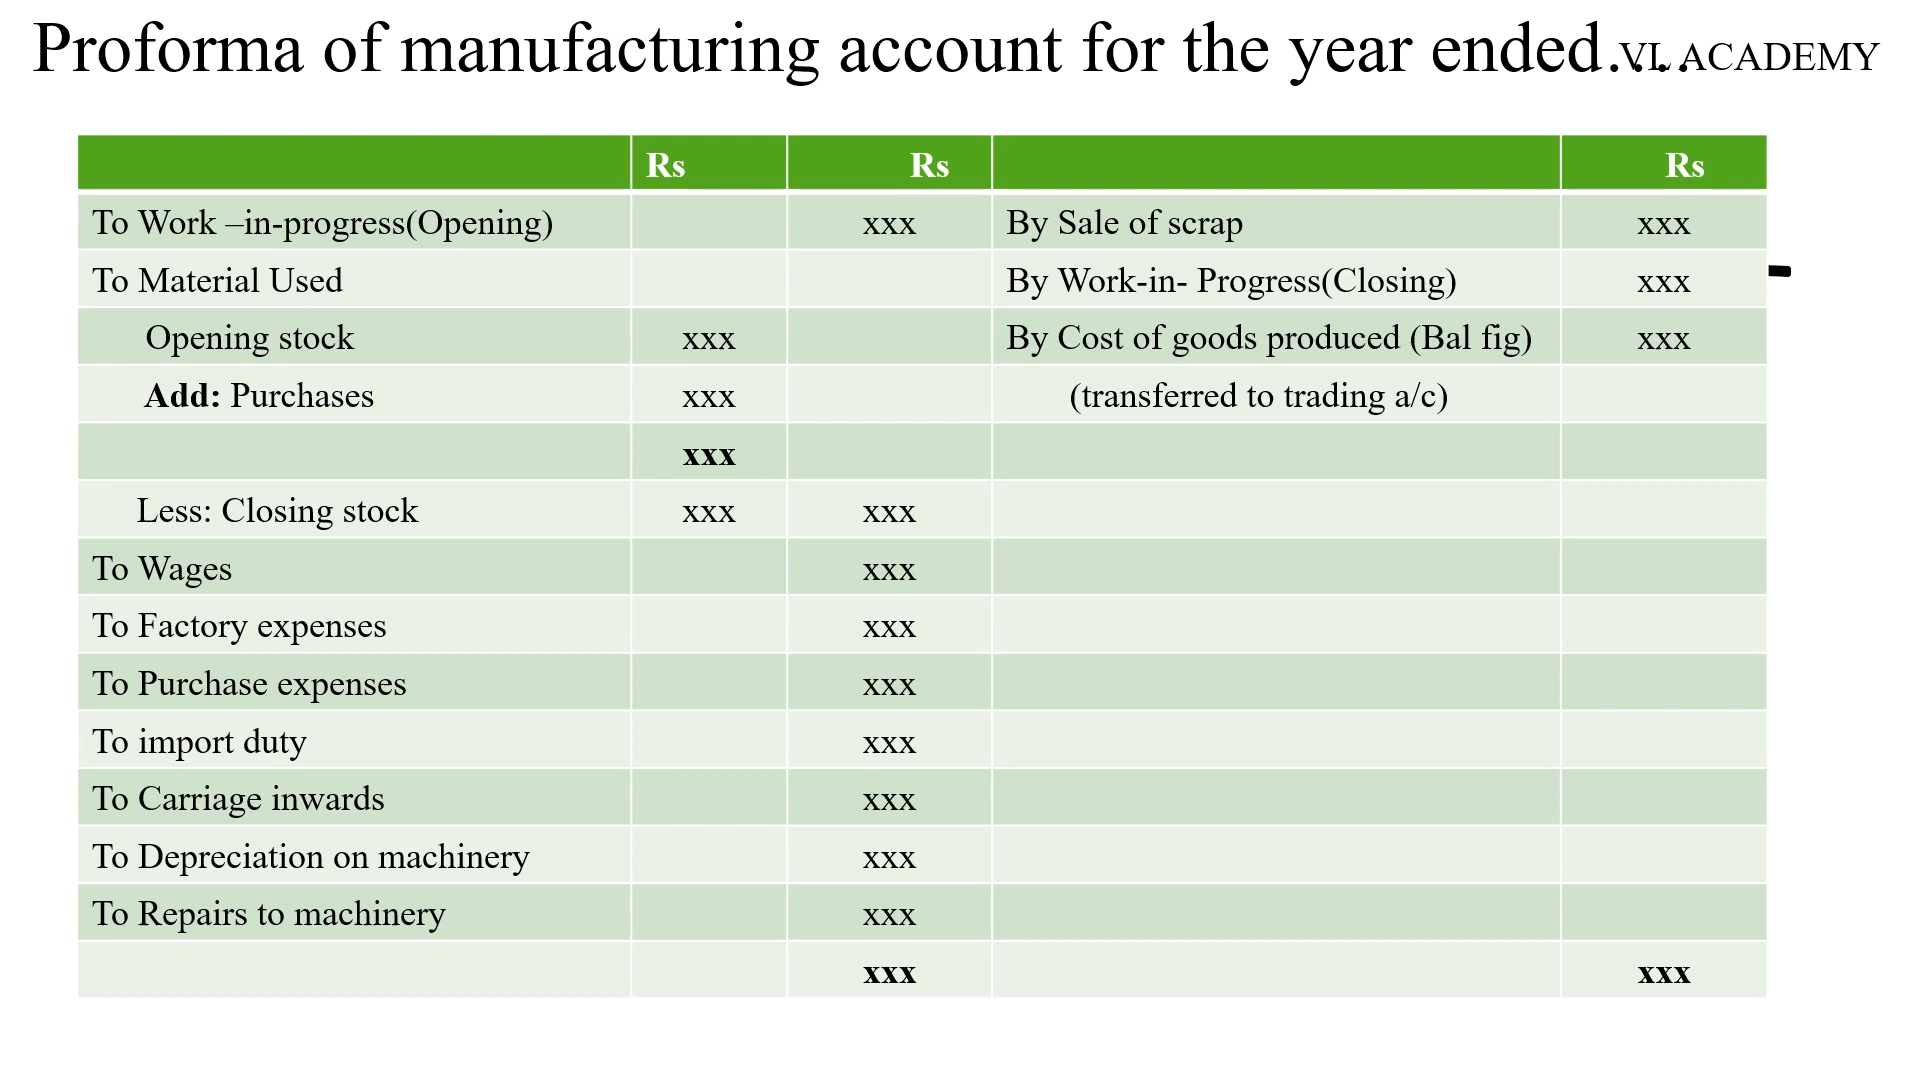 Proforma of manufacturing account for the year ended....
VL ACADEMY
Rs Rs Rs
To Work –in-progress(Opening) xxx By Sale of scrap xxx
To Material Used By Work-in- Progress(Closing) xxx
Opening stock xxx By Cost of goods produced (Bal fig) xxx
Add: Purchases xxx (transferred to trading a/c)
xxx
Less: Closing stock xxx xxx
To Wages xxx
To Factory expenses xxx
To Purchase expenses xxx
To import duty xxx
To Carriage inwards xxx
To Depreciation on machinery xxx
To Repairs to machinery xxx
xxx xxx